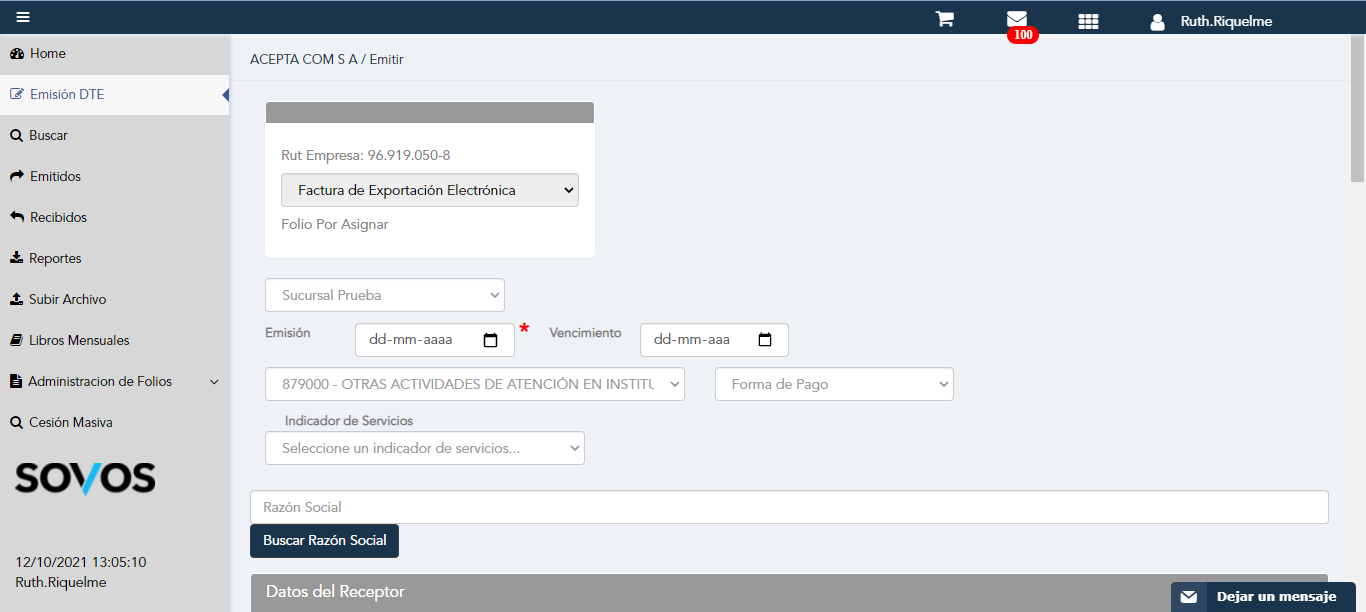 100
Ruth.Riquelme
Home
Emisión DTE
Buscar
Emitidos
Recibidos
Reportes
Subir Archivo
Libros Mensuales
Administracion de Folios
Cesión Masiva
SOVOS
12/10/2021 13:05:10
Ruth.Riquelme
ACEPTA COM S A / Emitir
Rut Empresa: 96.919.050-8
Factura de Exportación Electrónica
Folio Por Asignar
Sucursal Prueba
Emisión dd-mm-aaaa * Vencimiento dd-mm-aaa
879000 - OTRAS ACTIVIDADES DE ATENCIÓN EN INSTITU Forma de Pago
Indicador de Servicios
Seleccione un indicador de servicios...
Razón Social
Buscar Razón Social
Datos del Receptor
Dejar un mensaje